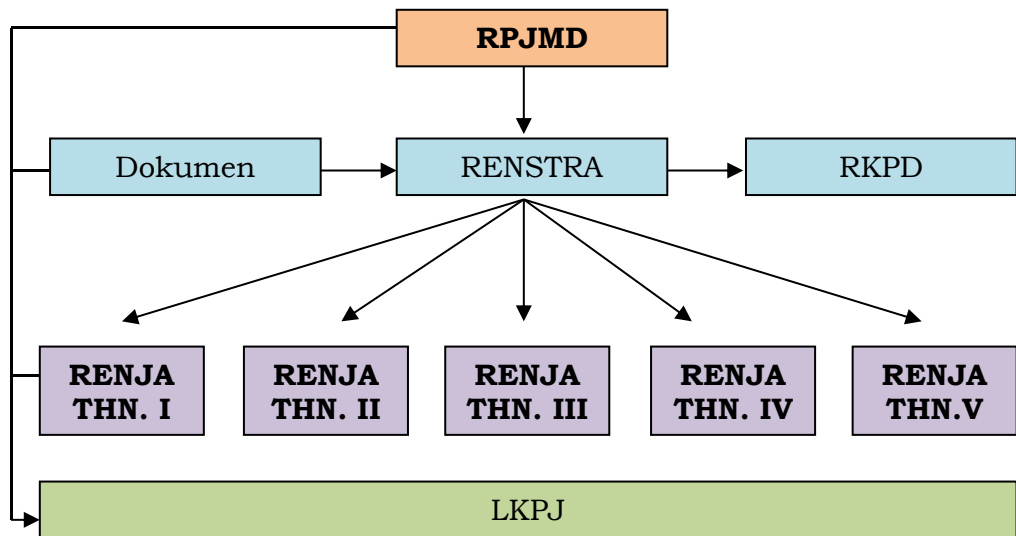 RPJMD
Dokumen
RENSTRA
RKPD
RENJA
THN. I
RENJA
THN. II
RENJA
THN. III
RENJA
THN. IV
RENJA
THN.V
LKPJ